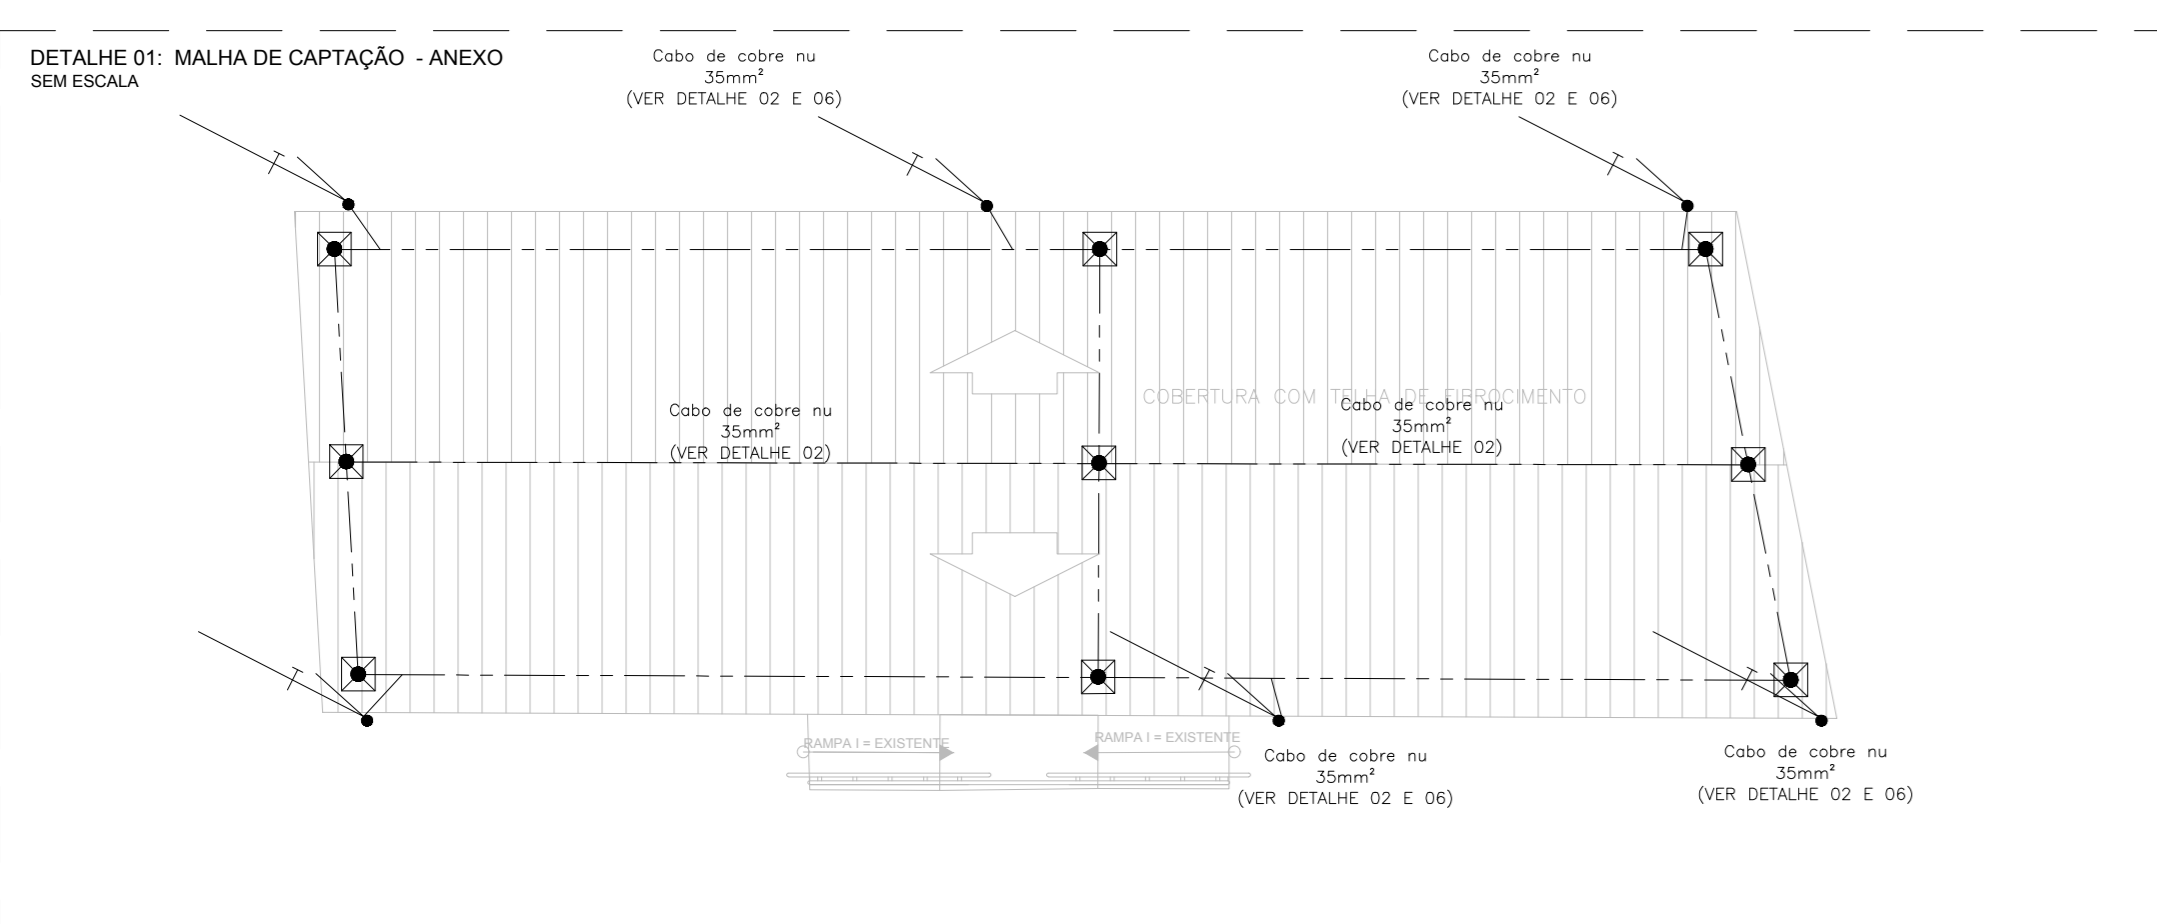 DETALHE 01: MALHA DE CAPTAÇÃO - ANEXO
SEM ESCALA
Cabo de cobre nu
35mm²
(VER DETALHE 02 E 06)
Cabo de cobre nu
35mm²
(VER DETALHE 02 E 06)
COBERTURA COM TELHA DE FIBROCIMENTO
Cabo de cobre nu
35mm²
(VER DETALHE 02)
Cabo de cobre nu
35mm²
(VER DETALHE 02)
RAMPA I = EXISTENTE
RAMPA I = EXISTENTE
Cabo de cobre nu
35mm²
(VER DETALHE 02 E 06)
Cabo de cobre nu
35mm²
(VER DETALHE 02 E 06)